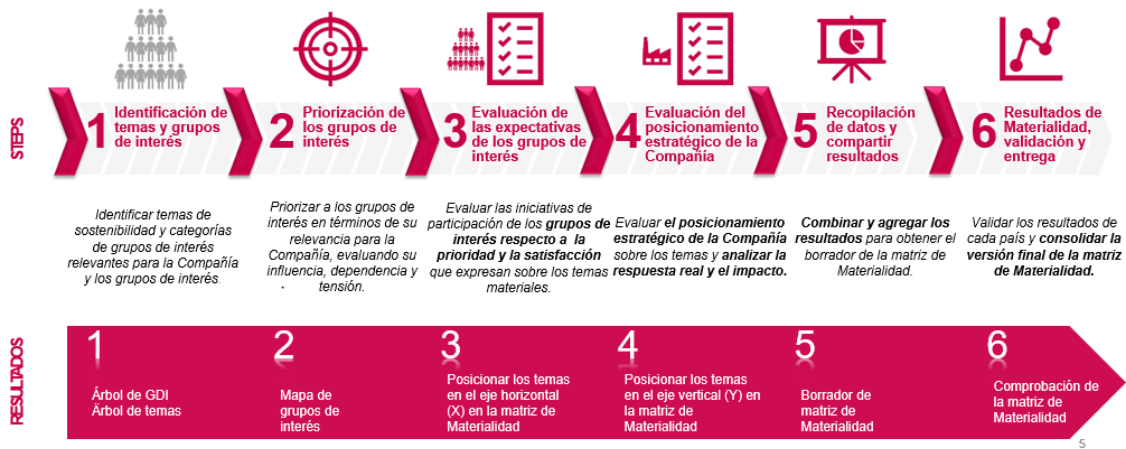 STEPS
1
Identificación de
temas y grupos
de interés
2
Priorización de
los grupos de
interés
3
Evaluación de
las expectativas
de los grupos de
interés
4
Evaluación del
posicionamiento
estratégico de la
Compañía
5
Recopilación
de datos y
compartir
resultados
6
Resultados de
Materialidad,
validación y
entrega
Identificar temas de
sostenibilidad y categorías
de grupos de interés
relevantes para la Compañía
y los grupos de interés.
Priorizar a los grupos de
interés en términos de su
relevancia para la
Compañía, evaluando su
influencia, dependencia y
tensión.
Evaluar las iniciativas de
participación de los grupos de
interés respecto a la
prioridad y la satisfacción
que expresan sobre los temas
materiales.
Evaluar el posicionamiento
estratégico de la Compañía
sobre los temas y analizar la
respuesta real y el impacto.
Combinar y agregar los
resultados para obtener el
borrador de la matriz de
Materialidad.
Validar los resultados de
cada país y consolidar la
versión final de la matriz
de Materialidad.
RESULTADOS
1
Árbol de GDI
Árbol de temas
2
Mapa de
grupos de
interés
3
Posicionar los temas
en el eje horizontal
(X) en la matriz de
Materialidad
4
Posicionar los temas
en el eje vertical (Y) en
la matriz de
Materialidad
5
Borrador de
matriz de
Materialidad
6
Comprobación de
la matriz de
Materialidad
5